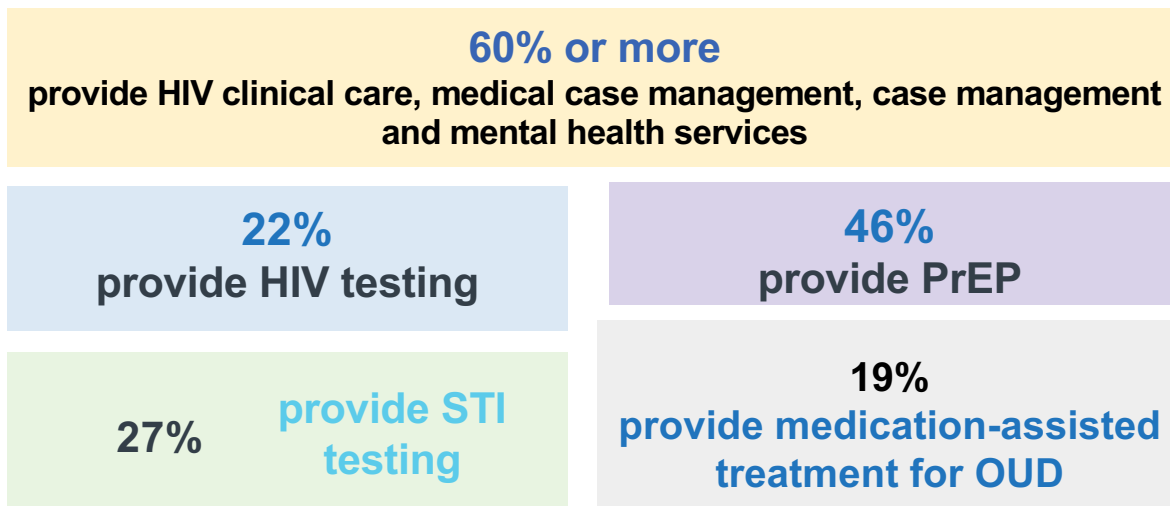 60% or more
provide HIV clinical care, medical case management, case management
and mental health services
22%
provide HIV testing
46%
provide PrEP
27%
provide STI
testing
19%
provide medication-assisted
treatment for OUD